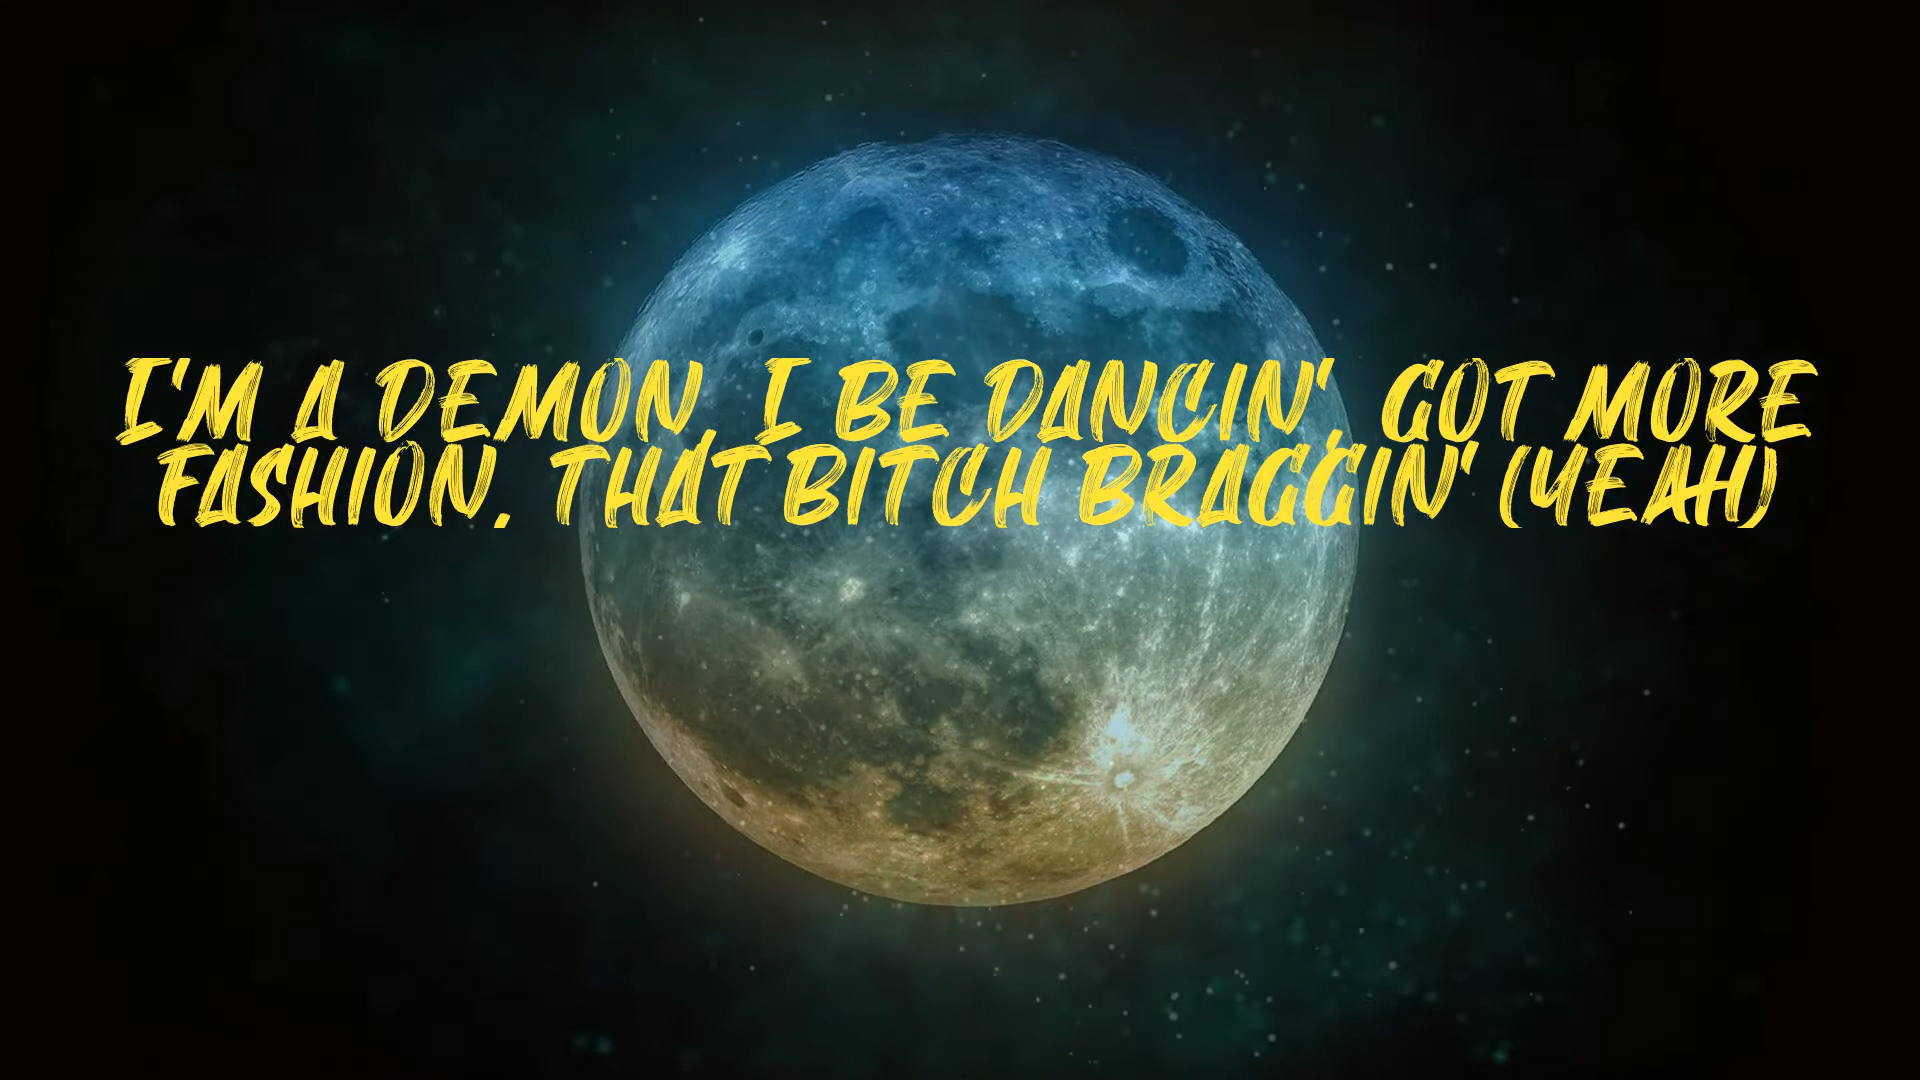 I'M A DEMON, I BE DANCIN', GOT MORE
FASHION, THAT BITCH BRAGGIN' (YEAH)